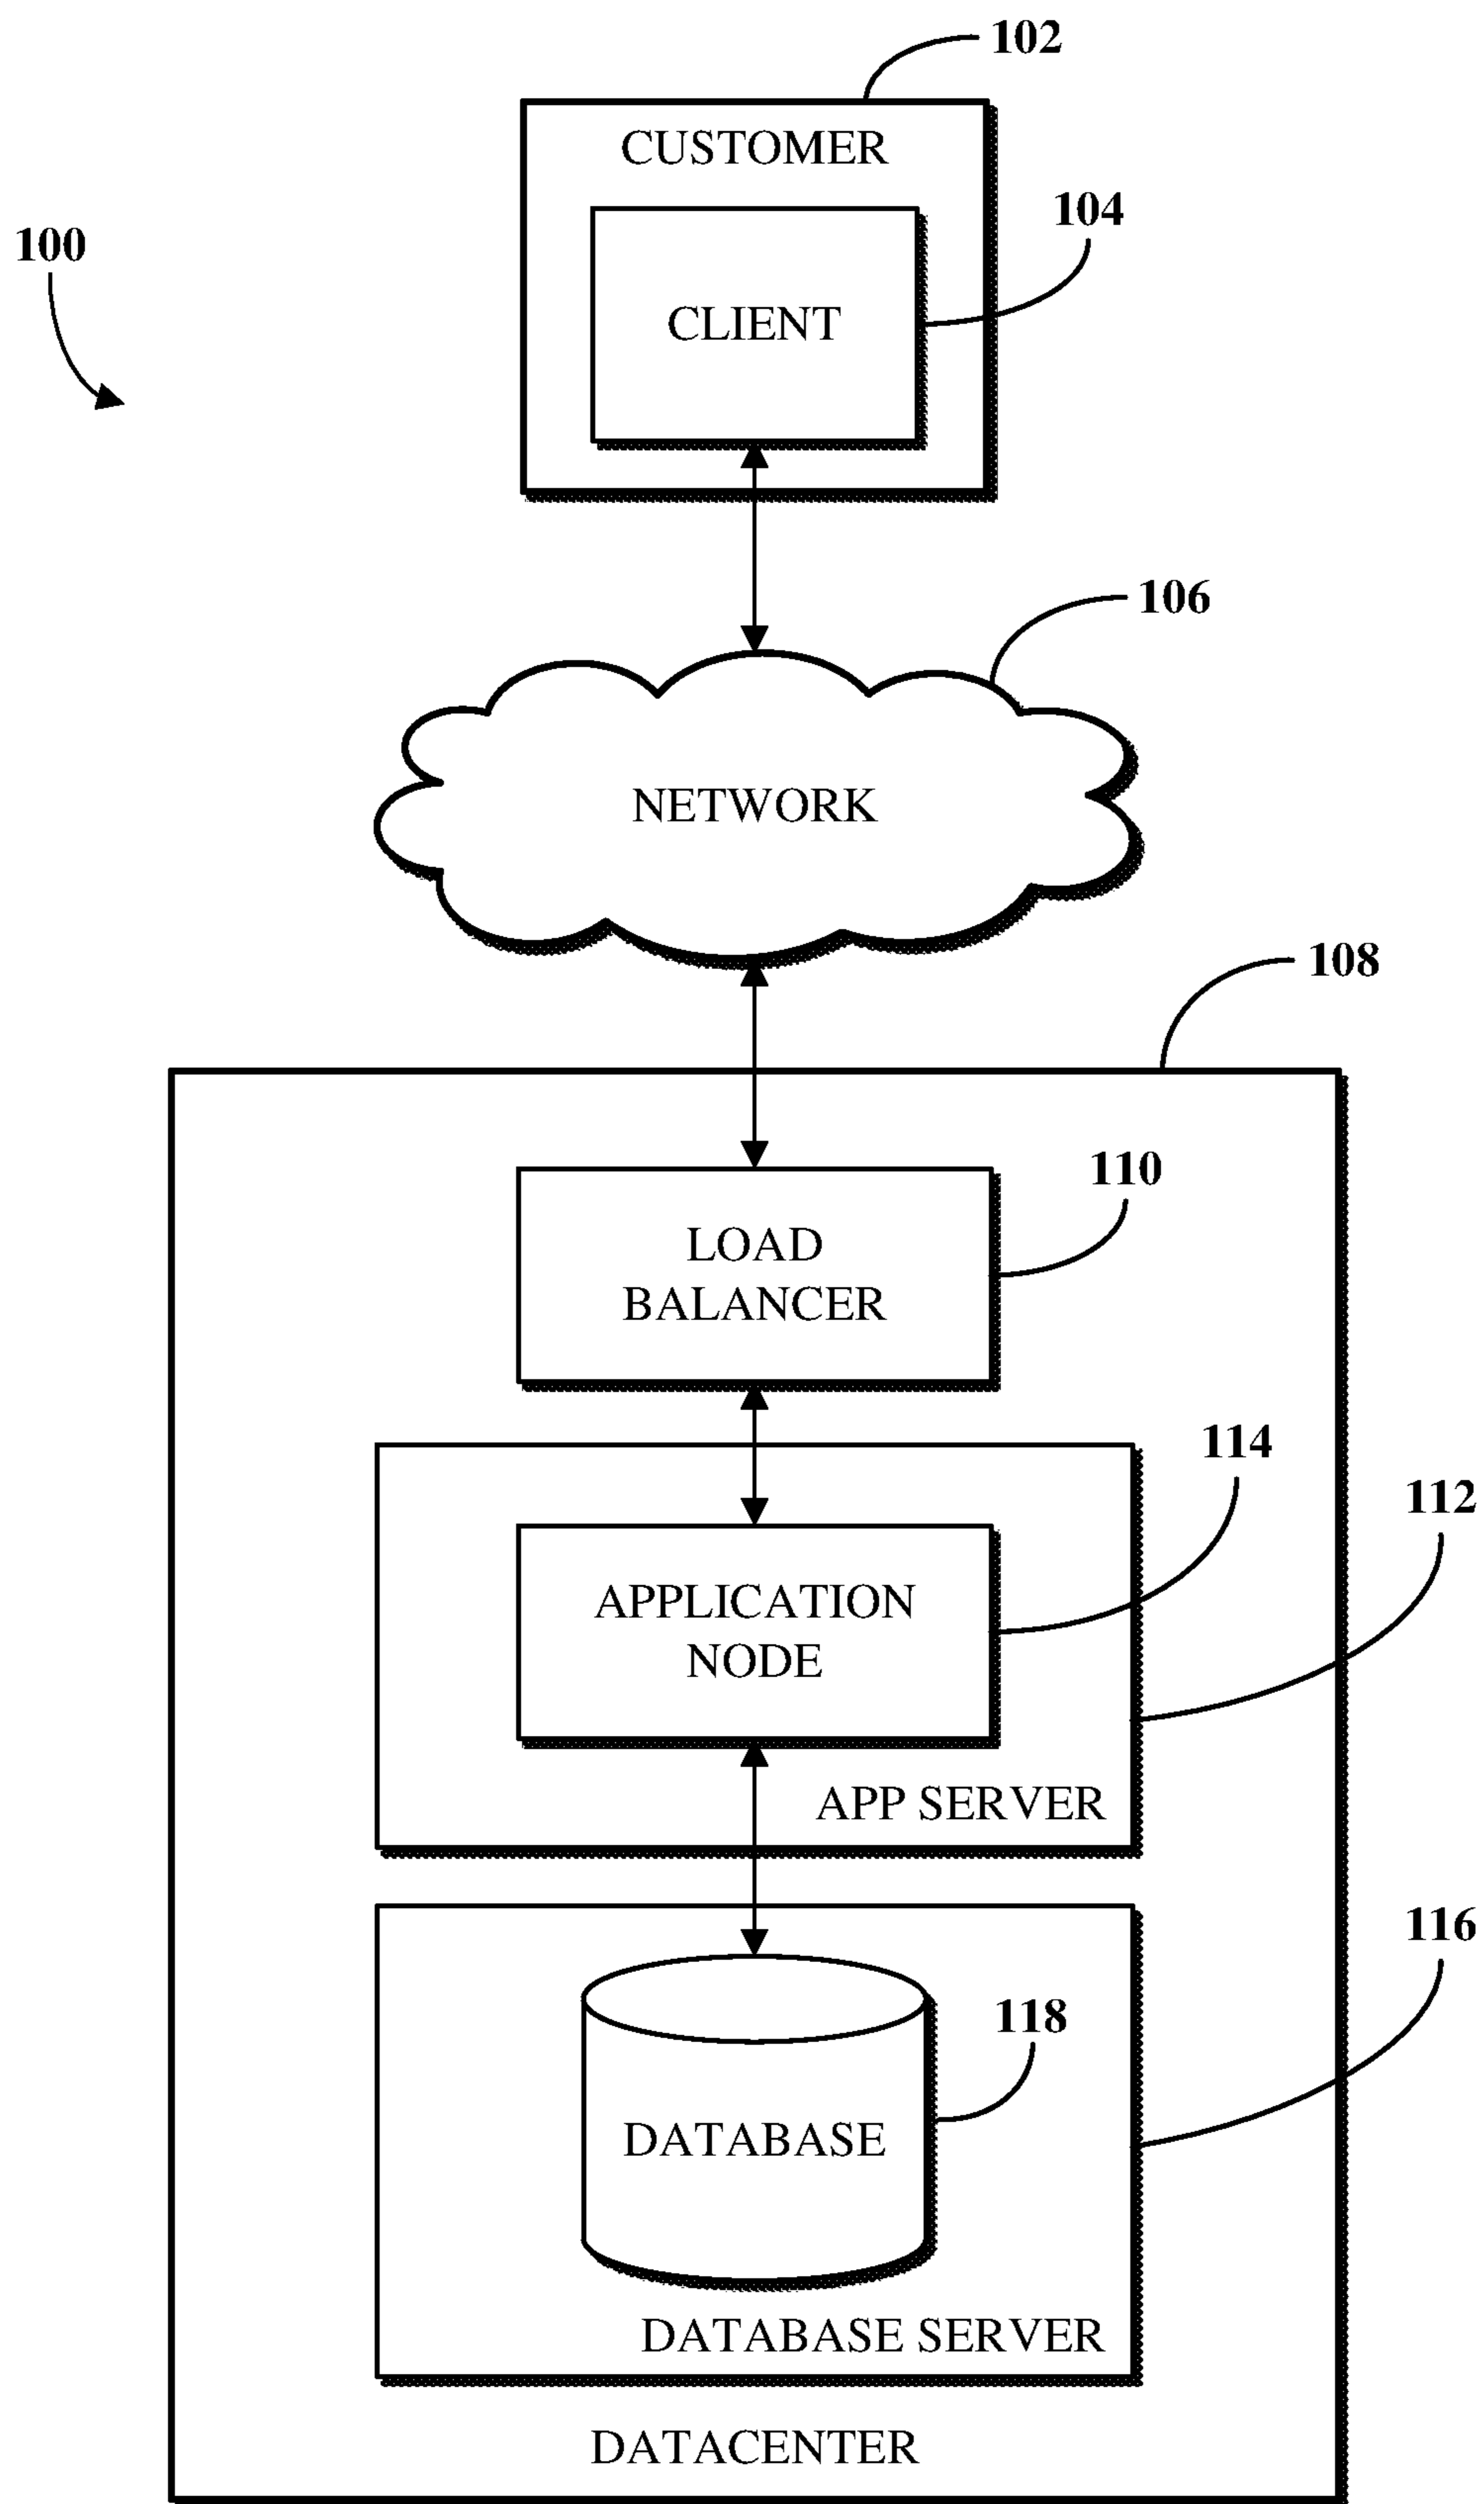 102
CUSTOMER
104
100
CLIENT
106
NETWORK
108
110
LOAD
BALANCER
114
112
APPLICATION
NODE
APP SERVER
116
118
DATABASE
DATABASE SERVER
DATACENTER